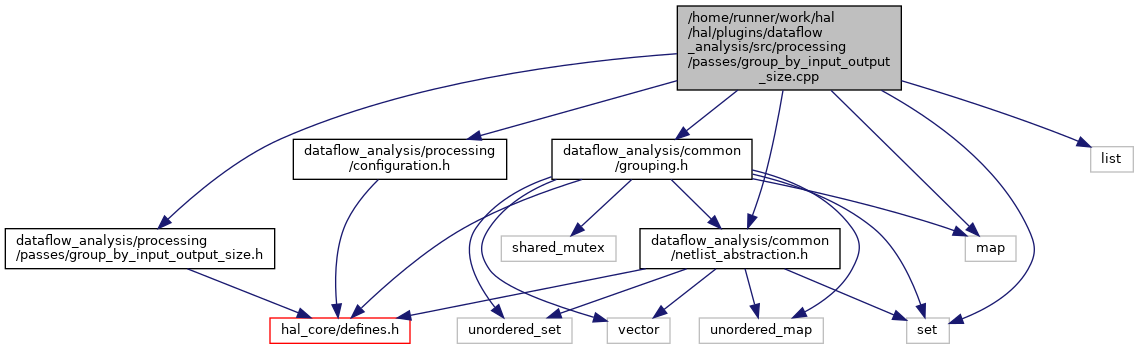 /home/runner/work/hal
/hal/plugins/dataflow
_analysis/src/processing
/passes/group_by_input_output
_size.cpp
dataflow_analysis/processing
/configuration.h
dataflow_analysis/common
/grouping.h
list
dataflow_analysis/processing
/passes/group_by_input_output_size.h
shared_mutex
dataflow_analysis/common
/netlist_abstraction.h
map
hal_core/defines.h
unordered_set
vector
unordered_map
set